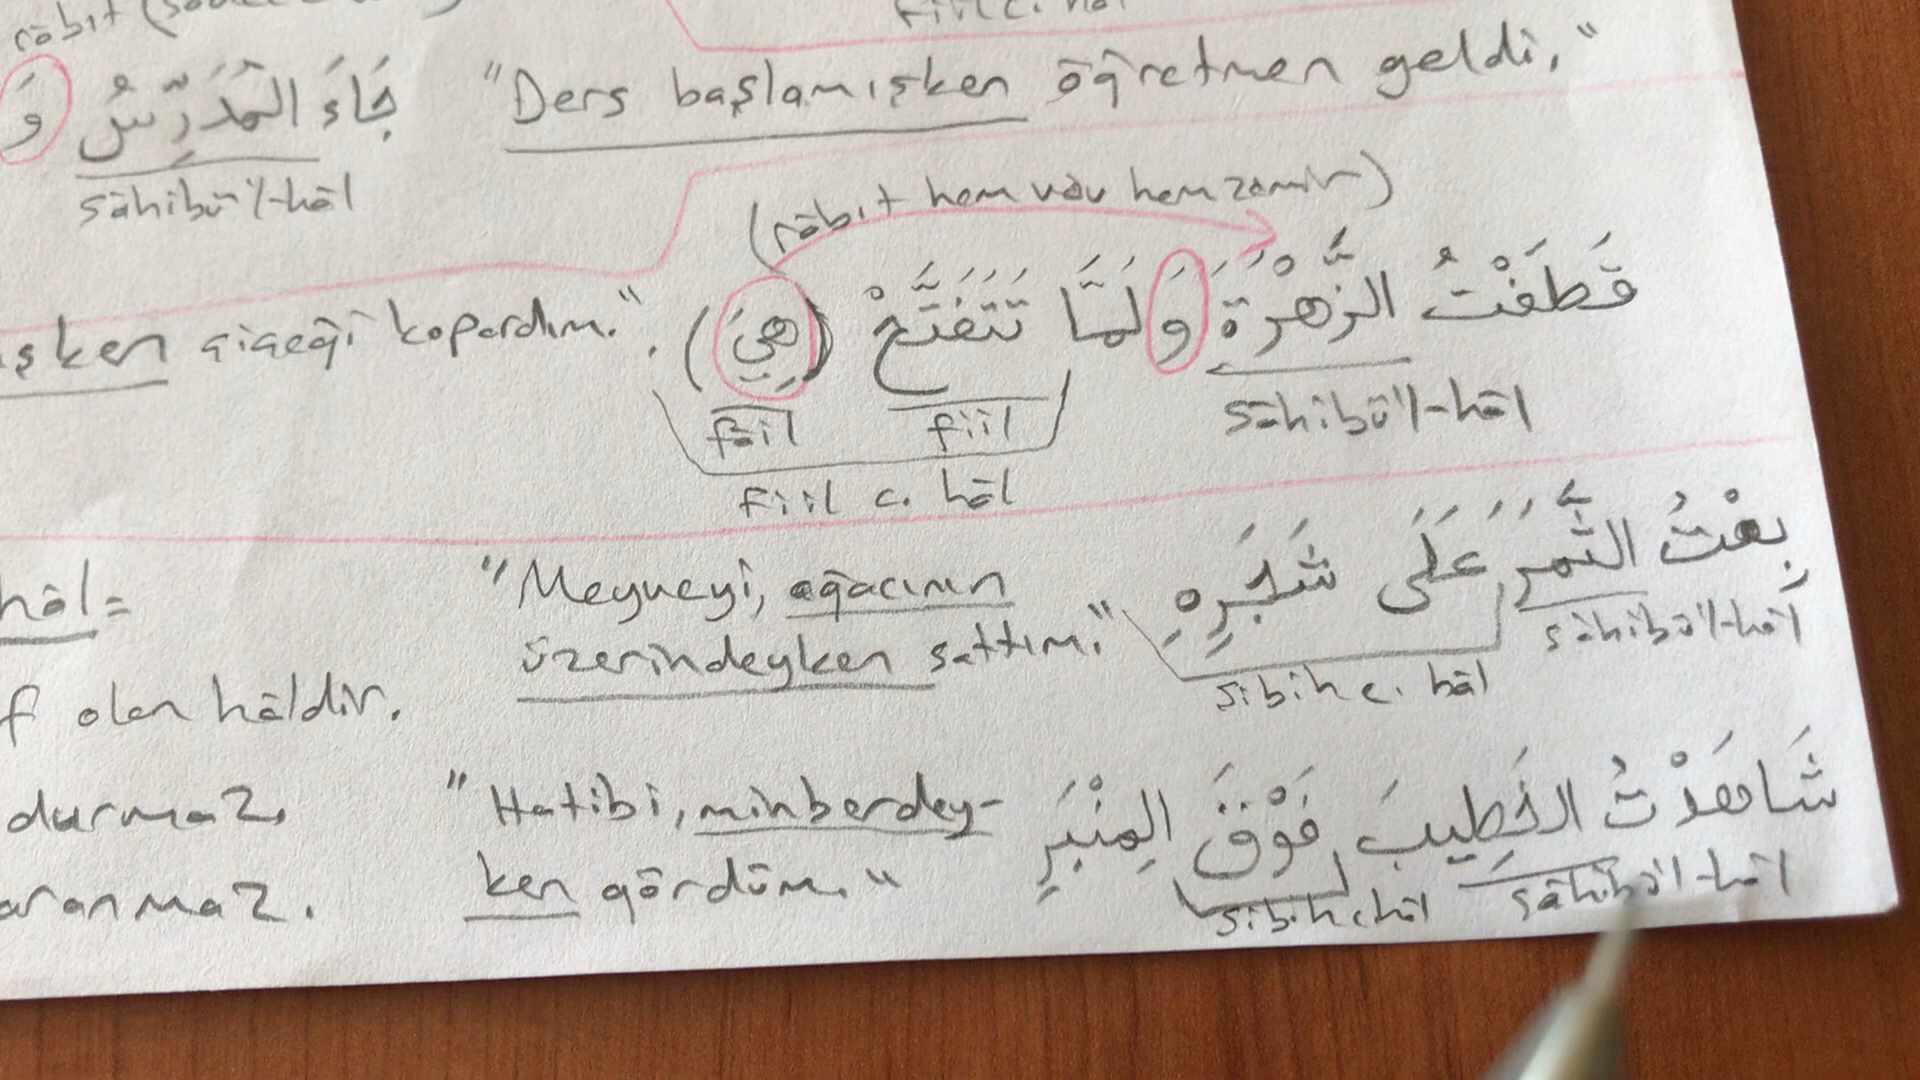 râbıt
جَاءَ المُدَرِّسُ وَ "Ders başlamışken öğretmen geldi."
sâhibü'l-hâl
(râbıt hem vâv hem zamir)
قَطَفْتُ الزَّهْرَةَ وَلَمَّا تَتَفَتَّحْ (هِيَ) .
şken çiçeği kopardım."
sâhibü'l-hâl
fiil
fâil
fiil c. hâl
بِعْتُ الثَّمَرَ عَلَى شَجَرِهِ
sâhibü'l-hâl
şibih c. hâl
"Meyveyi, ağacının
üzerindeyken sattım."
hâl=
f olan hâldir.
شَاهَدْتُ الخَطِيبَ فَوْقَ المِنْبَرِ
sâhibü'l-hâl
şibih c. hâl
"Hatibi, minberdey-
ken gördüm."
durmaz.
aranmaz.